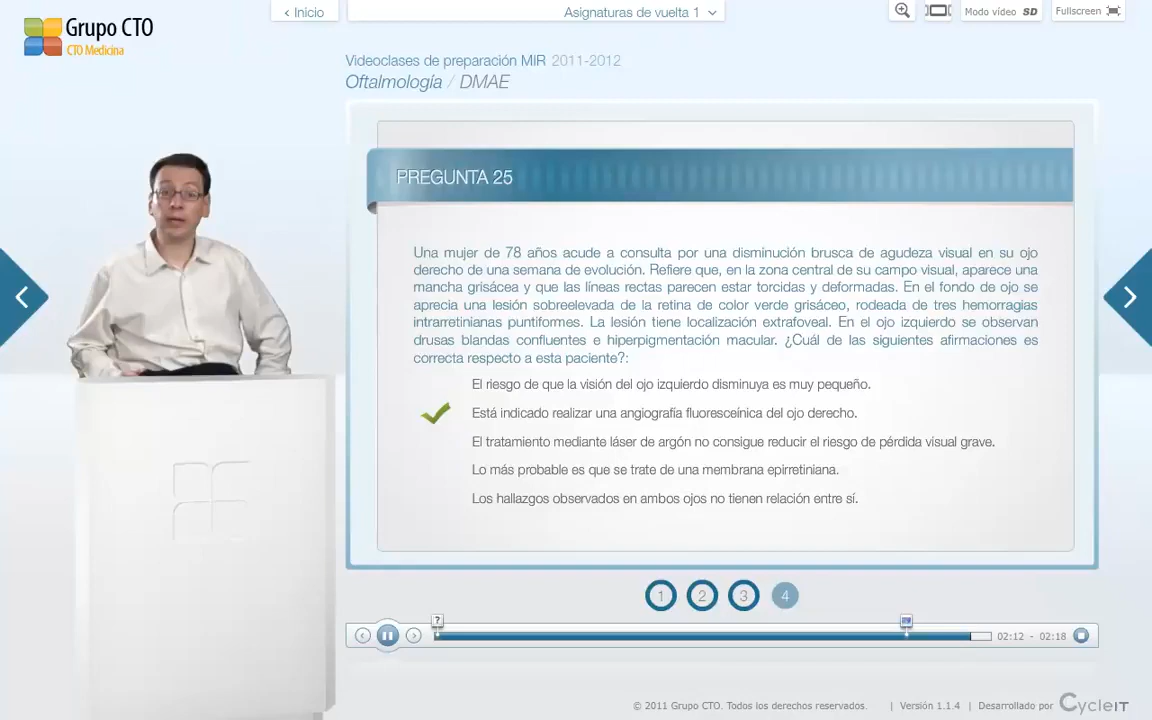 Grupo CTO
CTO Medicina
‹ Inicio
Asignaturas de vuelta 1
Modo vídeo SD
Fullscreen
Videoclases de preparación MIR 2011-2012
Oftalmología / DMAE
PREGUNTA 25
Una mujer de 78 años acude a consulta por una disminución brusca de agudeza visual en su ojo
derecho de una semana de evolución. Refiere que, en la zona central de su campo visual, aparece una
mancha grisácea y que las líneas rectas parecen estar torcidas y deformadas. En el fondo de ojo se
aprecia una lesión sobreelevada de la retina de color verde grisáceo, rodeada de tres hemorragias
intrarretinianas puntiformes. La lesión tiene localización extrafoveal. En el ojo izquierdo se observan
drusas blandas confluentes e hiperpigmentación macular. ¿Cuál de las siguientes afirmaciones es
correcta respecto a esta paciente?:
El riesgo de que la visión del ojo izquierdo disminuya es muy pequeño.
Está indicado realizar una angiografía fluoresceínica del ojo derecho.
El tratamiento mediante láser de argón no consigue reducir el riesgo de pérdida visual grave.
Lo más probable es que se trate de una membrana epirretiniana.
Los hallazgos observados en ambos ojos no tienen relación entre sí.
1 2 3 4
?
02:12 - 02:18
© 2011 Grupo CTO. Todos los derechos reservados. | Versión 1.1.4 | Desarrollado por CycleIT